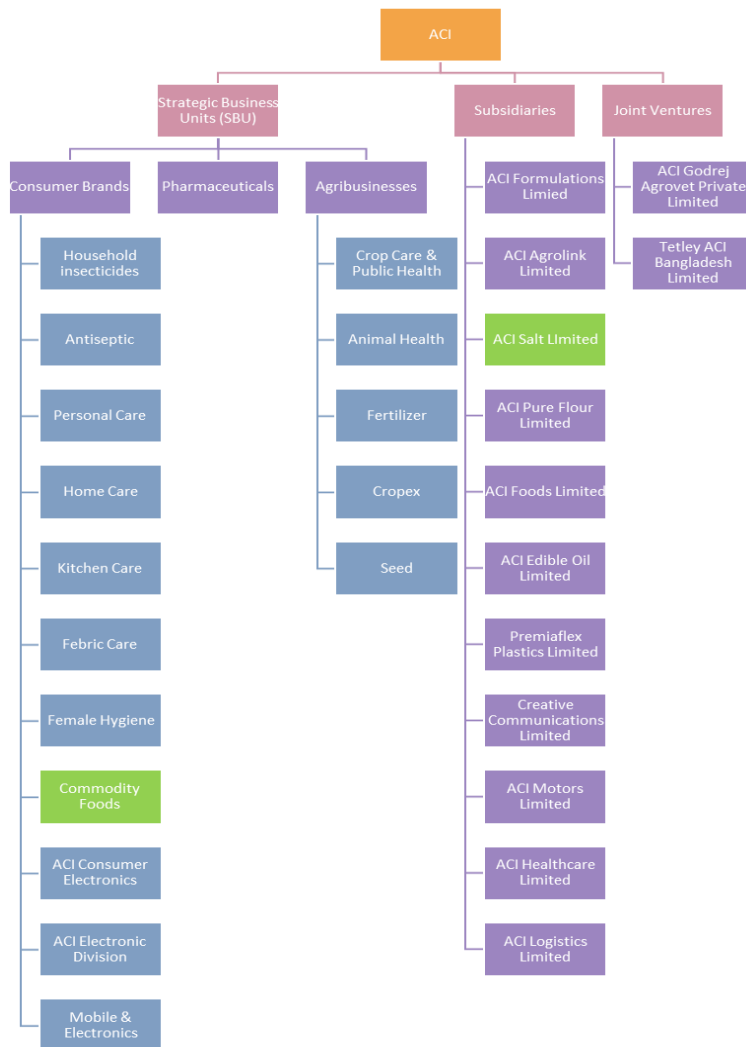 ACI
Strategic Business
Units (SBU)
Subsidiaries
Joint Ventures
Consumer Brands
Pharmaceuticals
Agribusinesses
Household
insecticides
Antiseptic
Personal Care
Home Care
Kitchen Care
Febric Care
Female Hygiene
Commodity
Foods
ACI Consumer
Electronics
ACI Electronic
Division
Mobile &
Electronics
Crop Care &
Public Health
Animal Health
Fertilizer
Cropex
Seed
ACI Formulations
Limied
ACI Agrolink
Limited
ACI Salt LImited
ACI Pure Flour
Limited
ACI Foods Limited
ACI Edible Oil
Limited
Premiaflex
Plastics Limited
Creative
Communications
Limited
ACI Motors
Limited
ACI Healthcare
Limited
ACI Logistics
Limited
ACI Godrej
Agrovet Private
Limited
Tetley ACI
Bangladesh
Limited